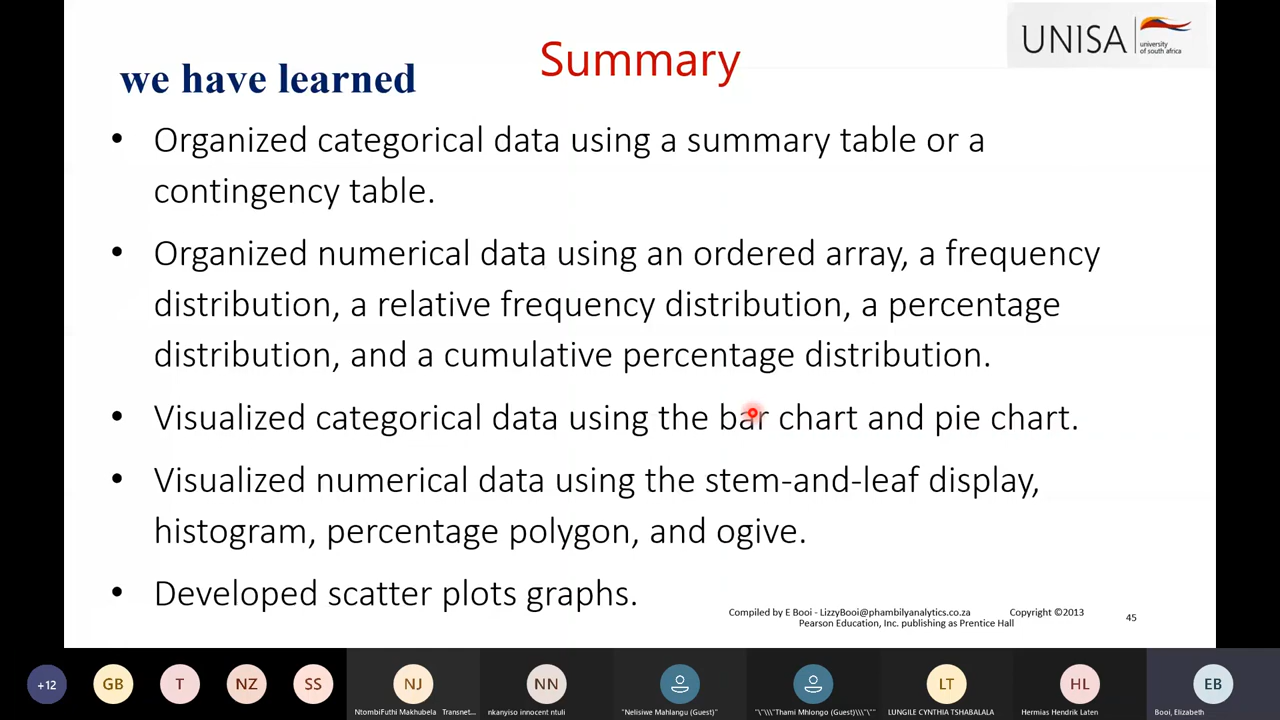 UNISA
university
of south africa
Summary
we have learned
• Organized categorical data using a summary table or a
contingency table.
• Organized numerical data using an ordered array, a frequency
distribution, a relative frequency distribution, a percentage
distribution, and a cumulative percentage distribution.
• Visualized categorical data using the bar chart and pie chart.
• Visualized numerical data using the stem-and-leaf display,
histogram, percentage polygon, and ogive.
• Developed scatter plots graphs.
Compiled by E Booi - LizzyBooi@phambilyanalytics.co.za Copyright ©2013
Pearson Education, Inc. publishing as Prentice Hall
45
+12 GB T NZ SS NJ NN LT HL EB
NtombiFuthi Makhubela Transnet... nkanyiso innocent ntuli "Nelisiwe Mahlangu (Guest)" "\"\\\"Thami Mhlongo (Guest)\\\"\"" LUNGILE CYNTHIA TSHABALALA Hermias Hendrik Laten Booi, Elizabeth